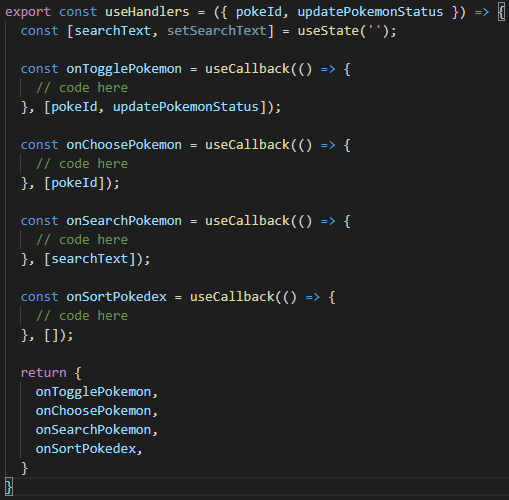 export const useHandlers = ({ pokeId, updatePokemonStatus }) => {
  const [searchText, setSearchText] = useState('');

  const onTogglePokemon = useCallback(() => {
    // code here
  }, [pokeId, updatePokemonStatus]);

  const onChoosePokemon = useCallback(() => {
    // code here
  }, [pokeId]);

  const onSearchPokemon = useCallback(() => {
    // code here
  }, [searchText]);

  const onSortPokedex = useCallback(() => {
    // code here
  }, []);

  return {
    onTogglePokemon,
    onChoosePokemon,
    onSearchPokemon,
    onSortPokedex,
  }
}